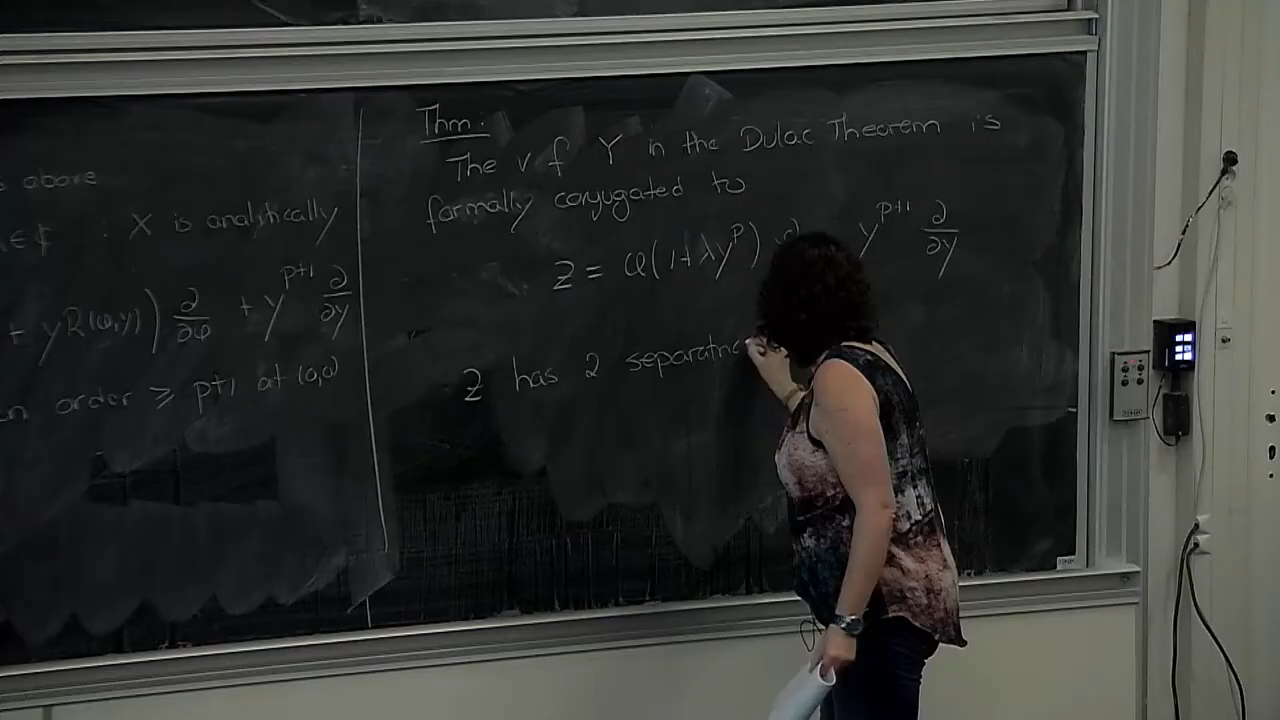 above
∈ ℂ : X is analytically
+ yR(φ,y)) ∂/∂φ + y^{p+1} ∂/∂y
order ≥ p+1 at (0,0)
Thm:
The v f Y in the Dulac Theorem is
formally conjugated to
Z = φ(1+λy^p) y^{p+1} ∂/∂y
Z has 2 separatric